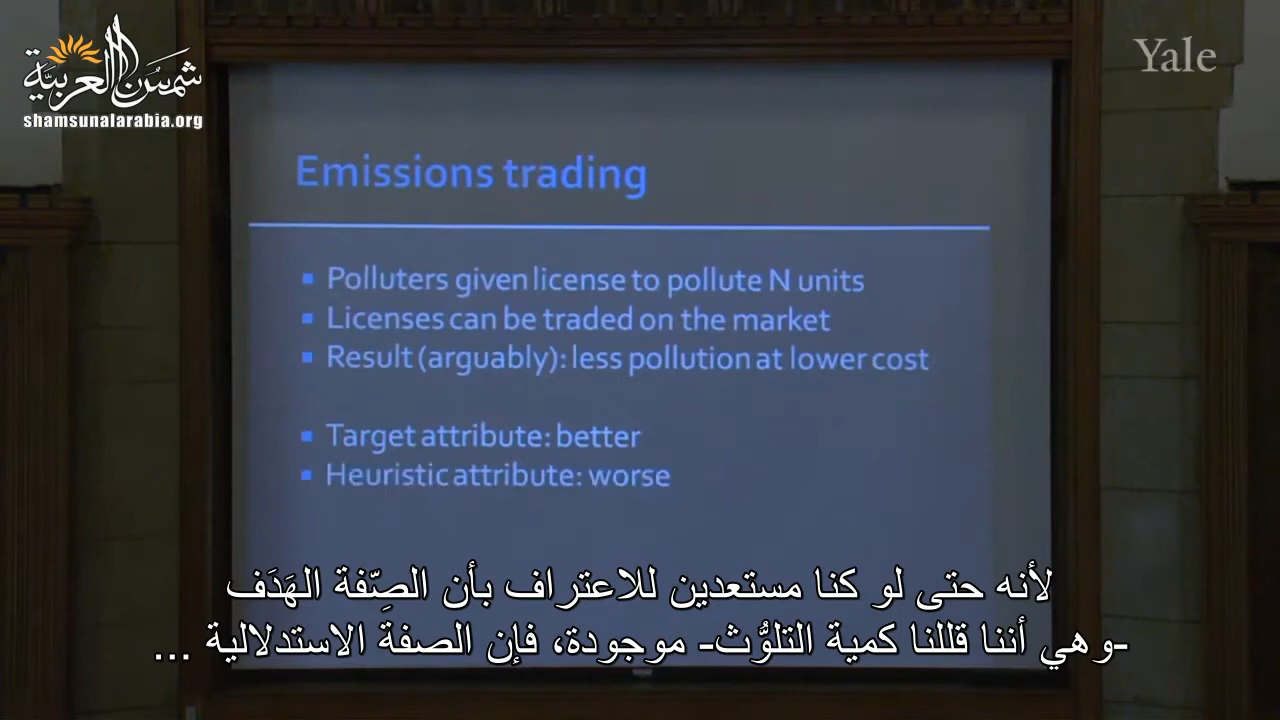 شمس العربية
shamsunalarabia.org
Yale
Emissions trading
Polluters given license to pollute N units
Licenses can be traded on the market
Result (arguably): less pollution at lower cost
Target attribute: better
Heuristic attribute: worse
لأنه حتى لو كنا مستعدين للاعتراف بأن الصِّفة الهَدَف
-وهي أننا قللنا كمية التلوُّث- موجودة، فإن الصفة الاستدلالية ...